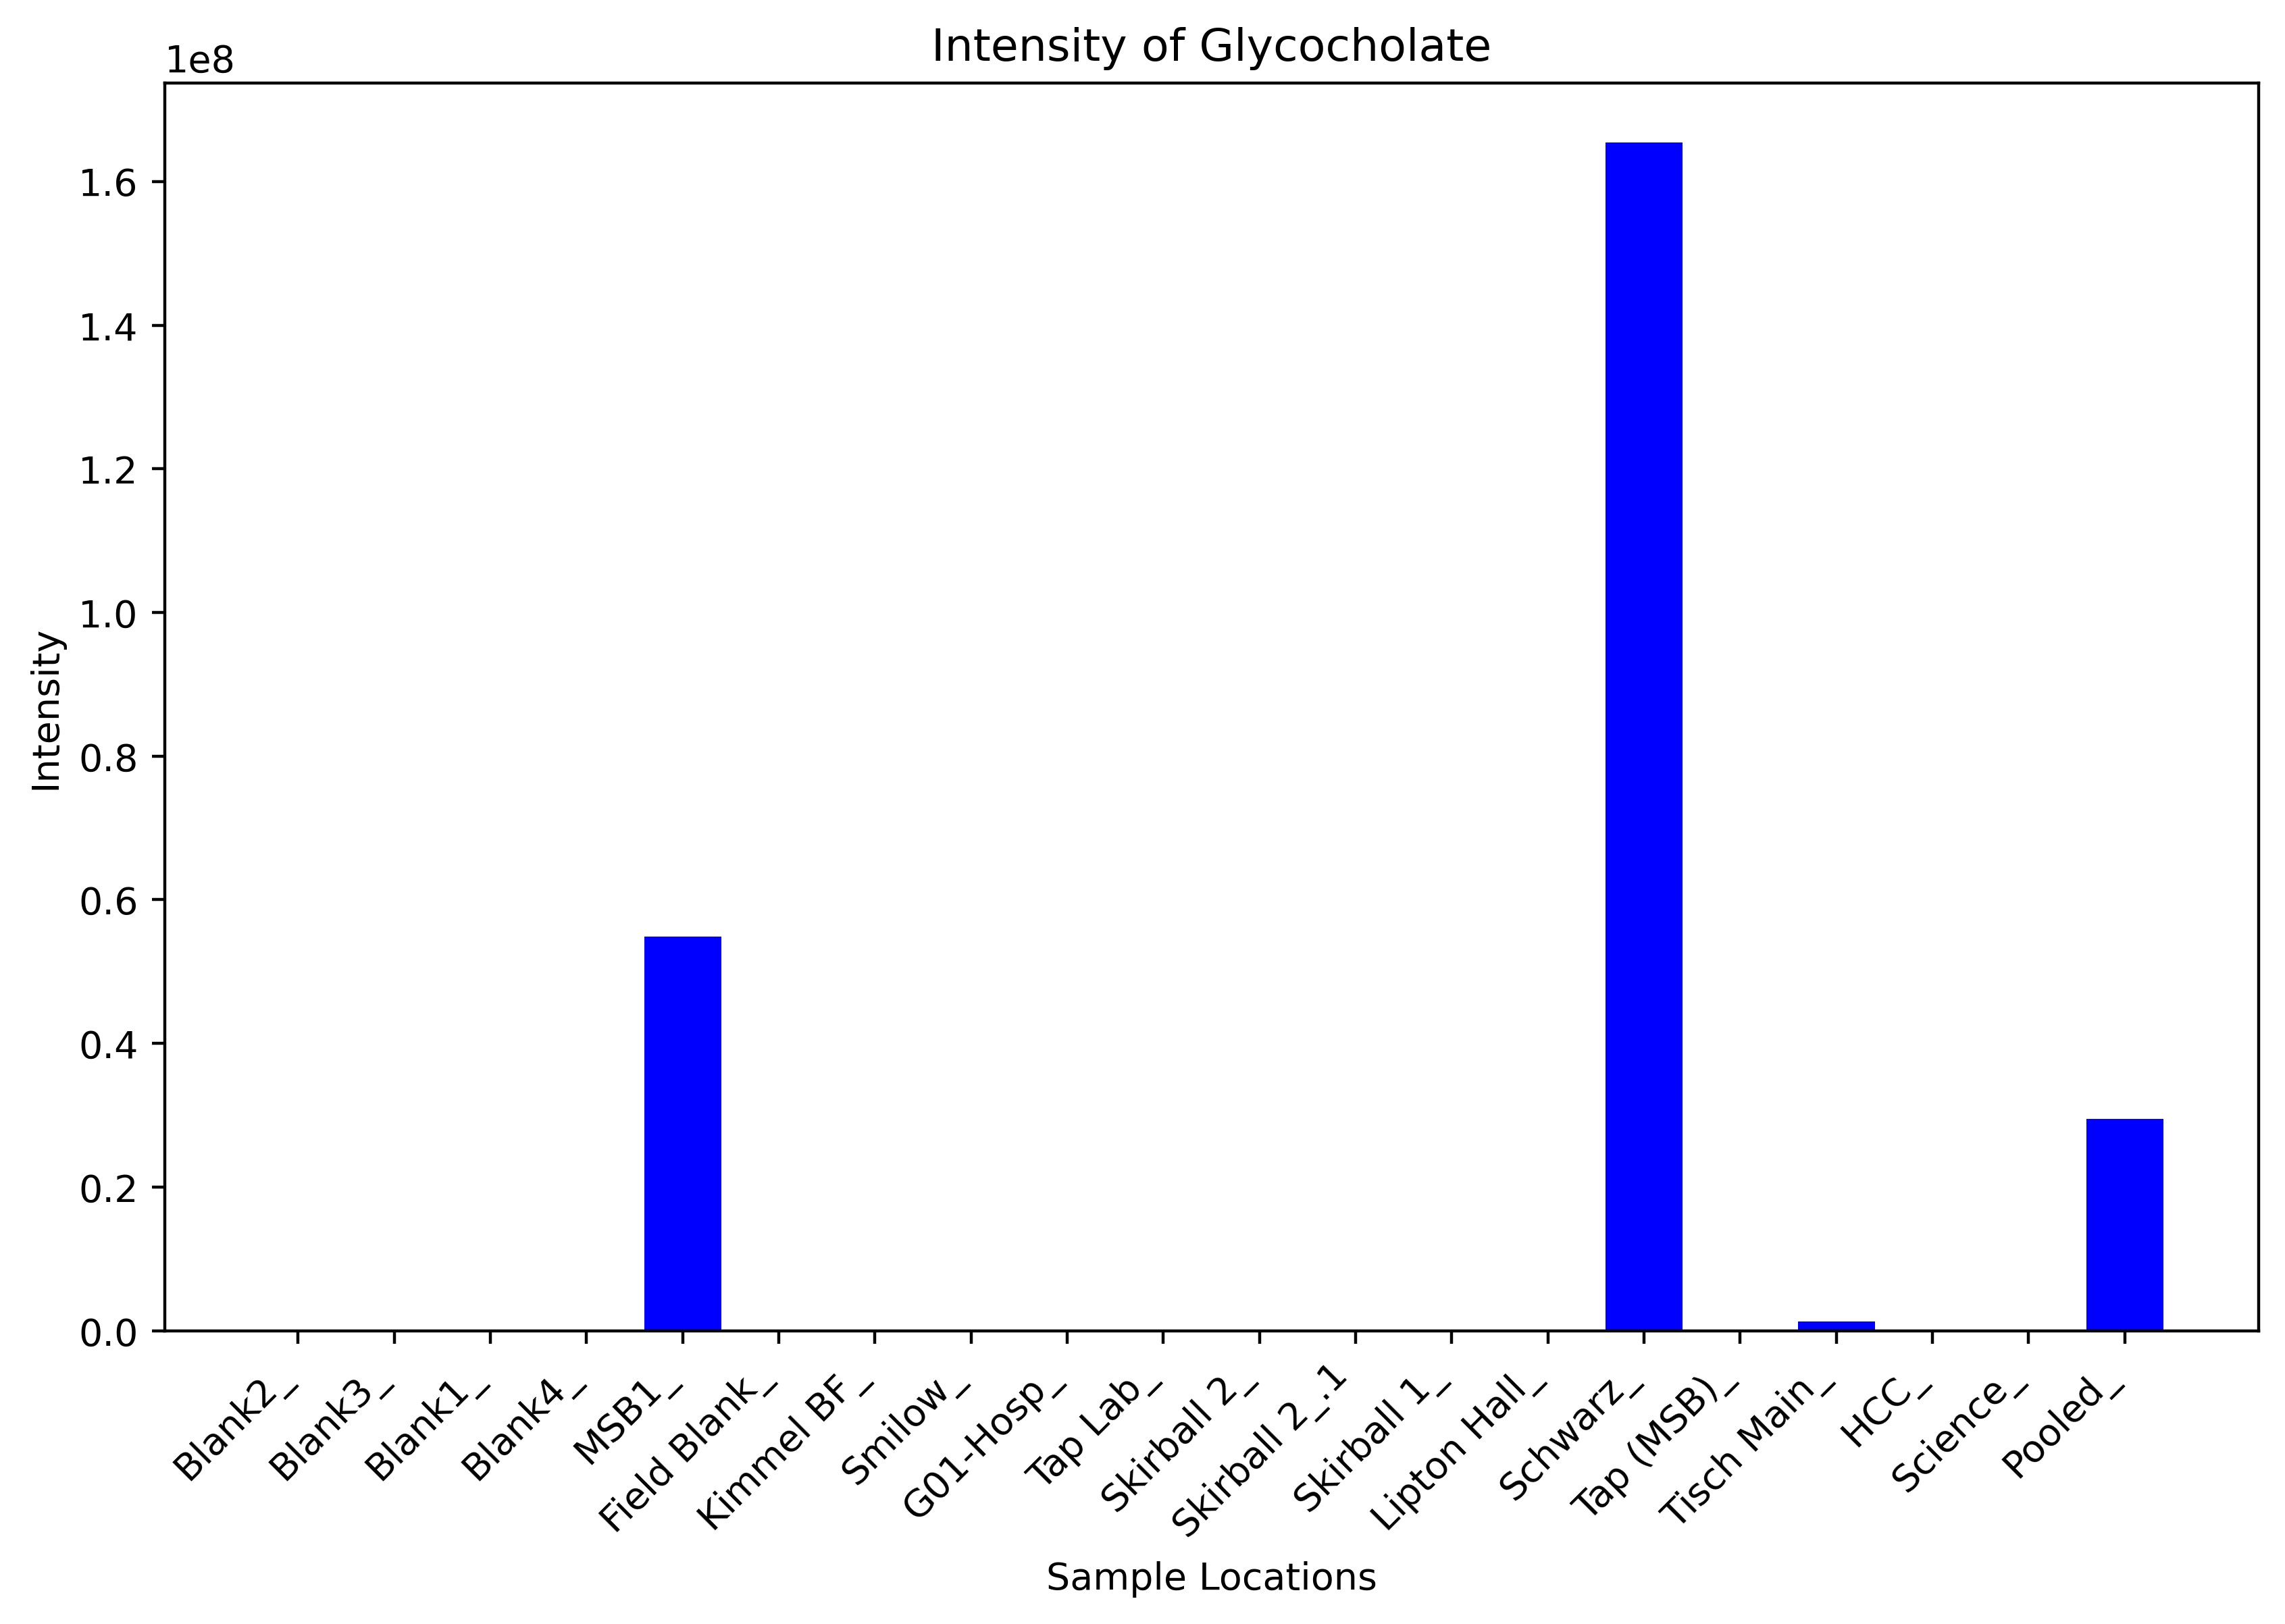 Intensity of Glycocholate
1e8
1.6
1.4
1.2
1.0
0.8
0.6
0.4
0.2
0.0
Intensity
Blank2_
Blank3_
Blank1_
Blank4_
MSB1_
Field Blank_
Kimmel BF_
Smilow_
G01-Hosp_
Tap Lab_
Skirball 2_
Skirball 2_.1
Skirball 1_
Lipton Hall_
Schwarz_
Tap (MSB)_
Tisch Main_
HCC_
Science_
Pooled_
Sample Locations